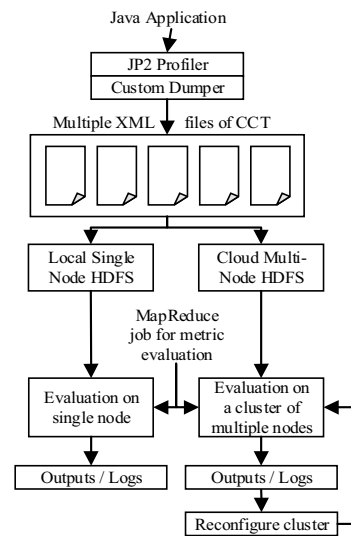 Java Application
JP2 Profiler
Custom Dumper
Multiple XML files of CCT
Local Single
Node HDFS
Cloud Multi-
Node HDFS
MapReduce
job for metric
evaluation
Evaluation on
single node
Evaluation on
a cluster of
multiple nodes
Outputs / Logs
Outputs / Logs
Reconfigure cluster